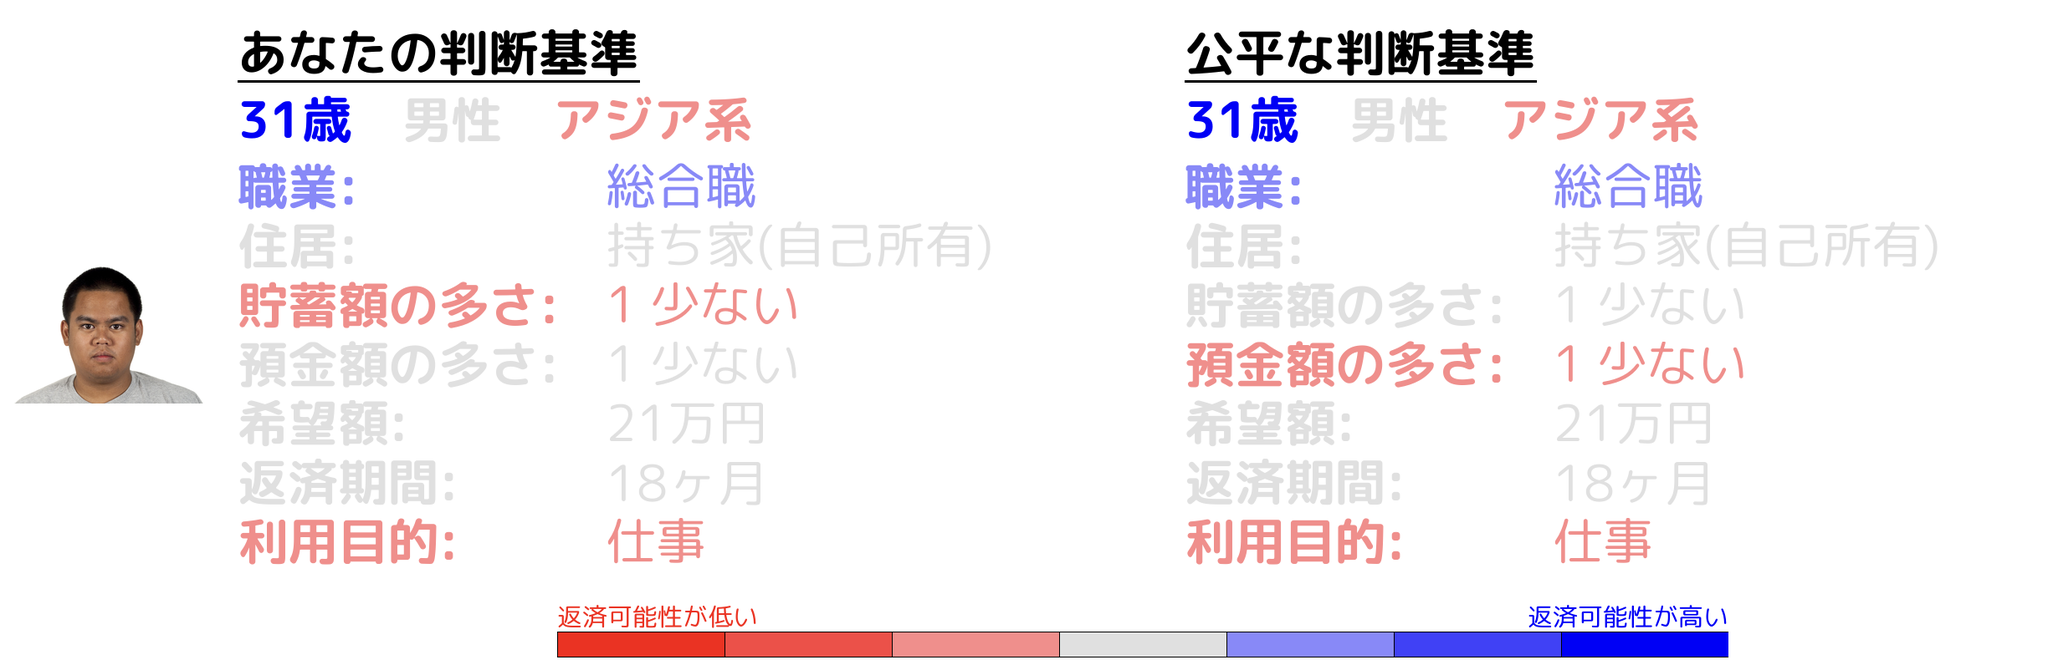 あなたの判断基準
31歳 男性 アジア系
職業: 総合職
住居: 持ち家(自己所有)
貯蓄額の多さ: 1 少ない
預金額の多さ: 1 少ない
希望額: 21万円
返済期間: 18ヶ月
利用目的: 仕事
公平な判断基準
31歳 男性 アジア系
職業: 総合職
住居: 持ち家(自己所有)
貯蓄額の多さ: 1 少ない
預金額の多さ: 1 少ない
希望額: 21万円
返済期間: 18ヶ月
利用目的: 仕事
返済可能性が低い
返済可能性が高い